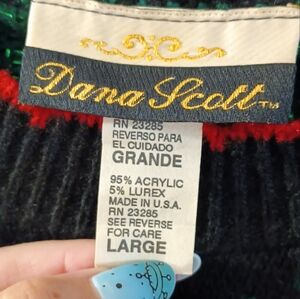 Dana Scott TM
RN 23285
REVERSO PARA
EL CUIDADO
GRANDE
95% ACRYLIC
5% LUREX
MADE IN U.S.A.
RN 23285
SEE REVERSE
FOR CARE
LARGE